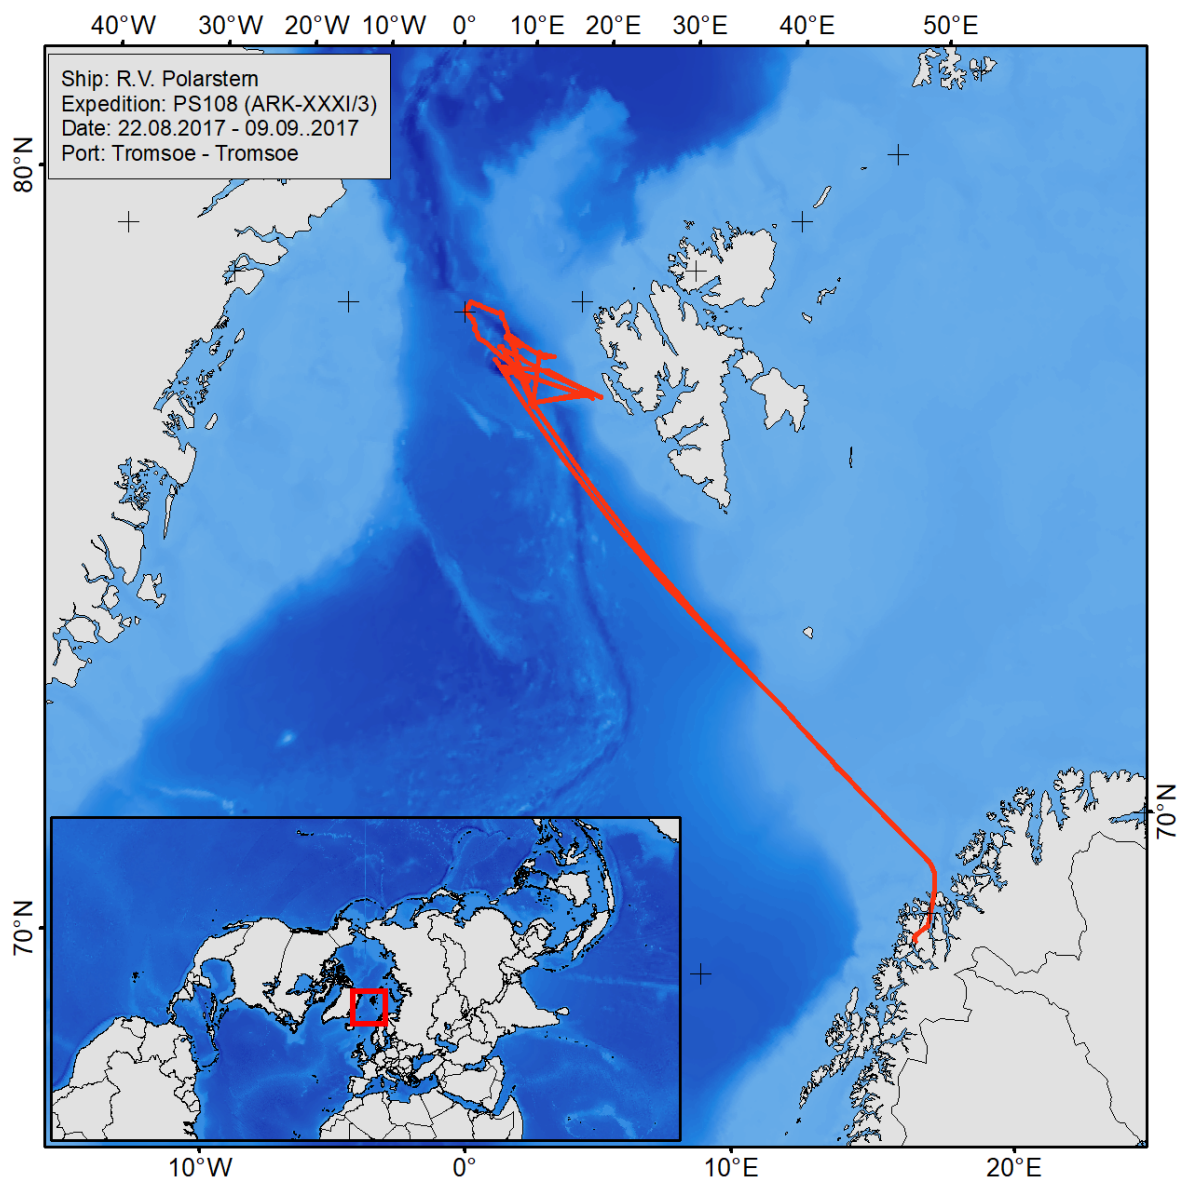 40°W 30°W 20°W 10°W 0° 10°E 20°E 30°E 40°E 50°E
Ship: R.V. Polarstern
Expedition: PS108 (ARK-XXXI/3)
Date: 22.08.2017 - 09.09..2017
Port: Tromsoe - Tromsoe
80°N
70°N
70°N
10°W 0° 10°E 20°E